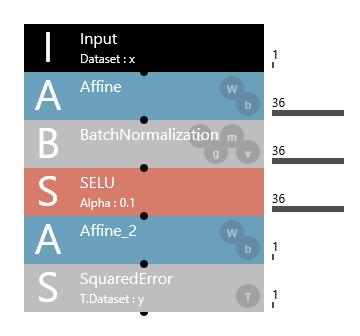 I Input
Dataset : x
1
A Affine
W
b
36
B BatchNormalization
m
g v
36
S SELU
Alpha : 0.1
36
A Affine_2
W
b
1
S SquaredError
T.Dataset : y
T
1